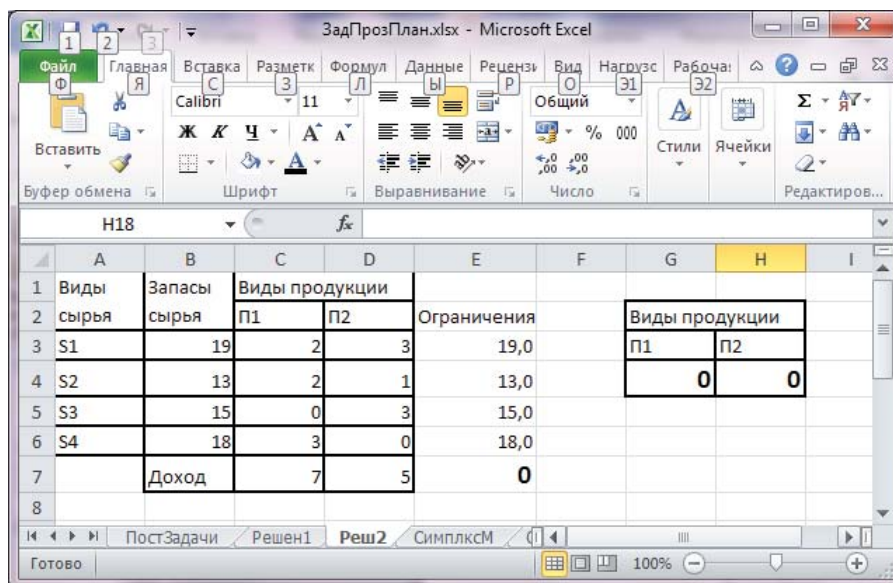 ЗадПрозПлан.xlsx - Microsoft Excel
1 2 3
Файл Главная Вставка Разметк Формул Данные Рецензи Вид Нагрузс Рабоча:
Ф Я С З Л Ы Р О Э1 Э2
Вставить
Calibri 11
Ж К Ч А А
Общий
% 000
Стили
Ячейки
Σ
Буфер обмена Шрифт Выравнивание Число Редактиров...
H18 fx
A B C D E F G H I
1 Виды Запасы Виды продукции
2 сырья сырья П1 П2 Ограничения Виды продукции
3 S1 19 2 3 19,0 П1 П2
4 S2 13 2 1 13,0 0 0
5 S3 15 0 3 15,0
6 S4 18 3 0 18,0
7 Доход 7 5 0
8
ПостЗадачи Решен1 Реш2 СимплксМ
Готово 100%